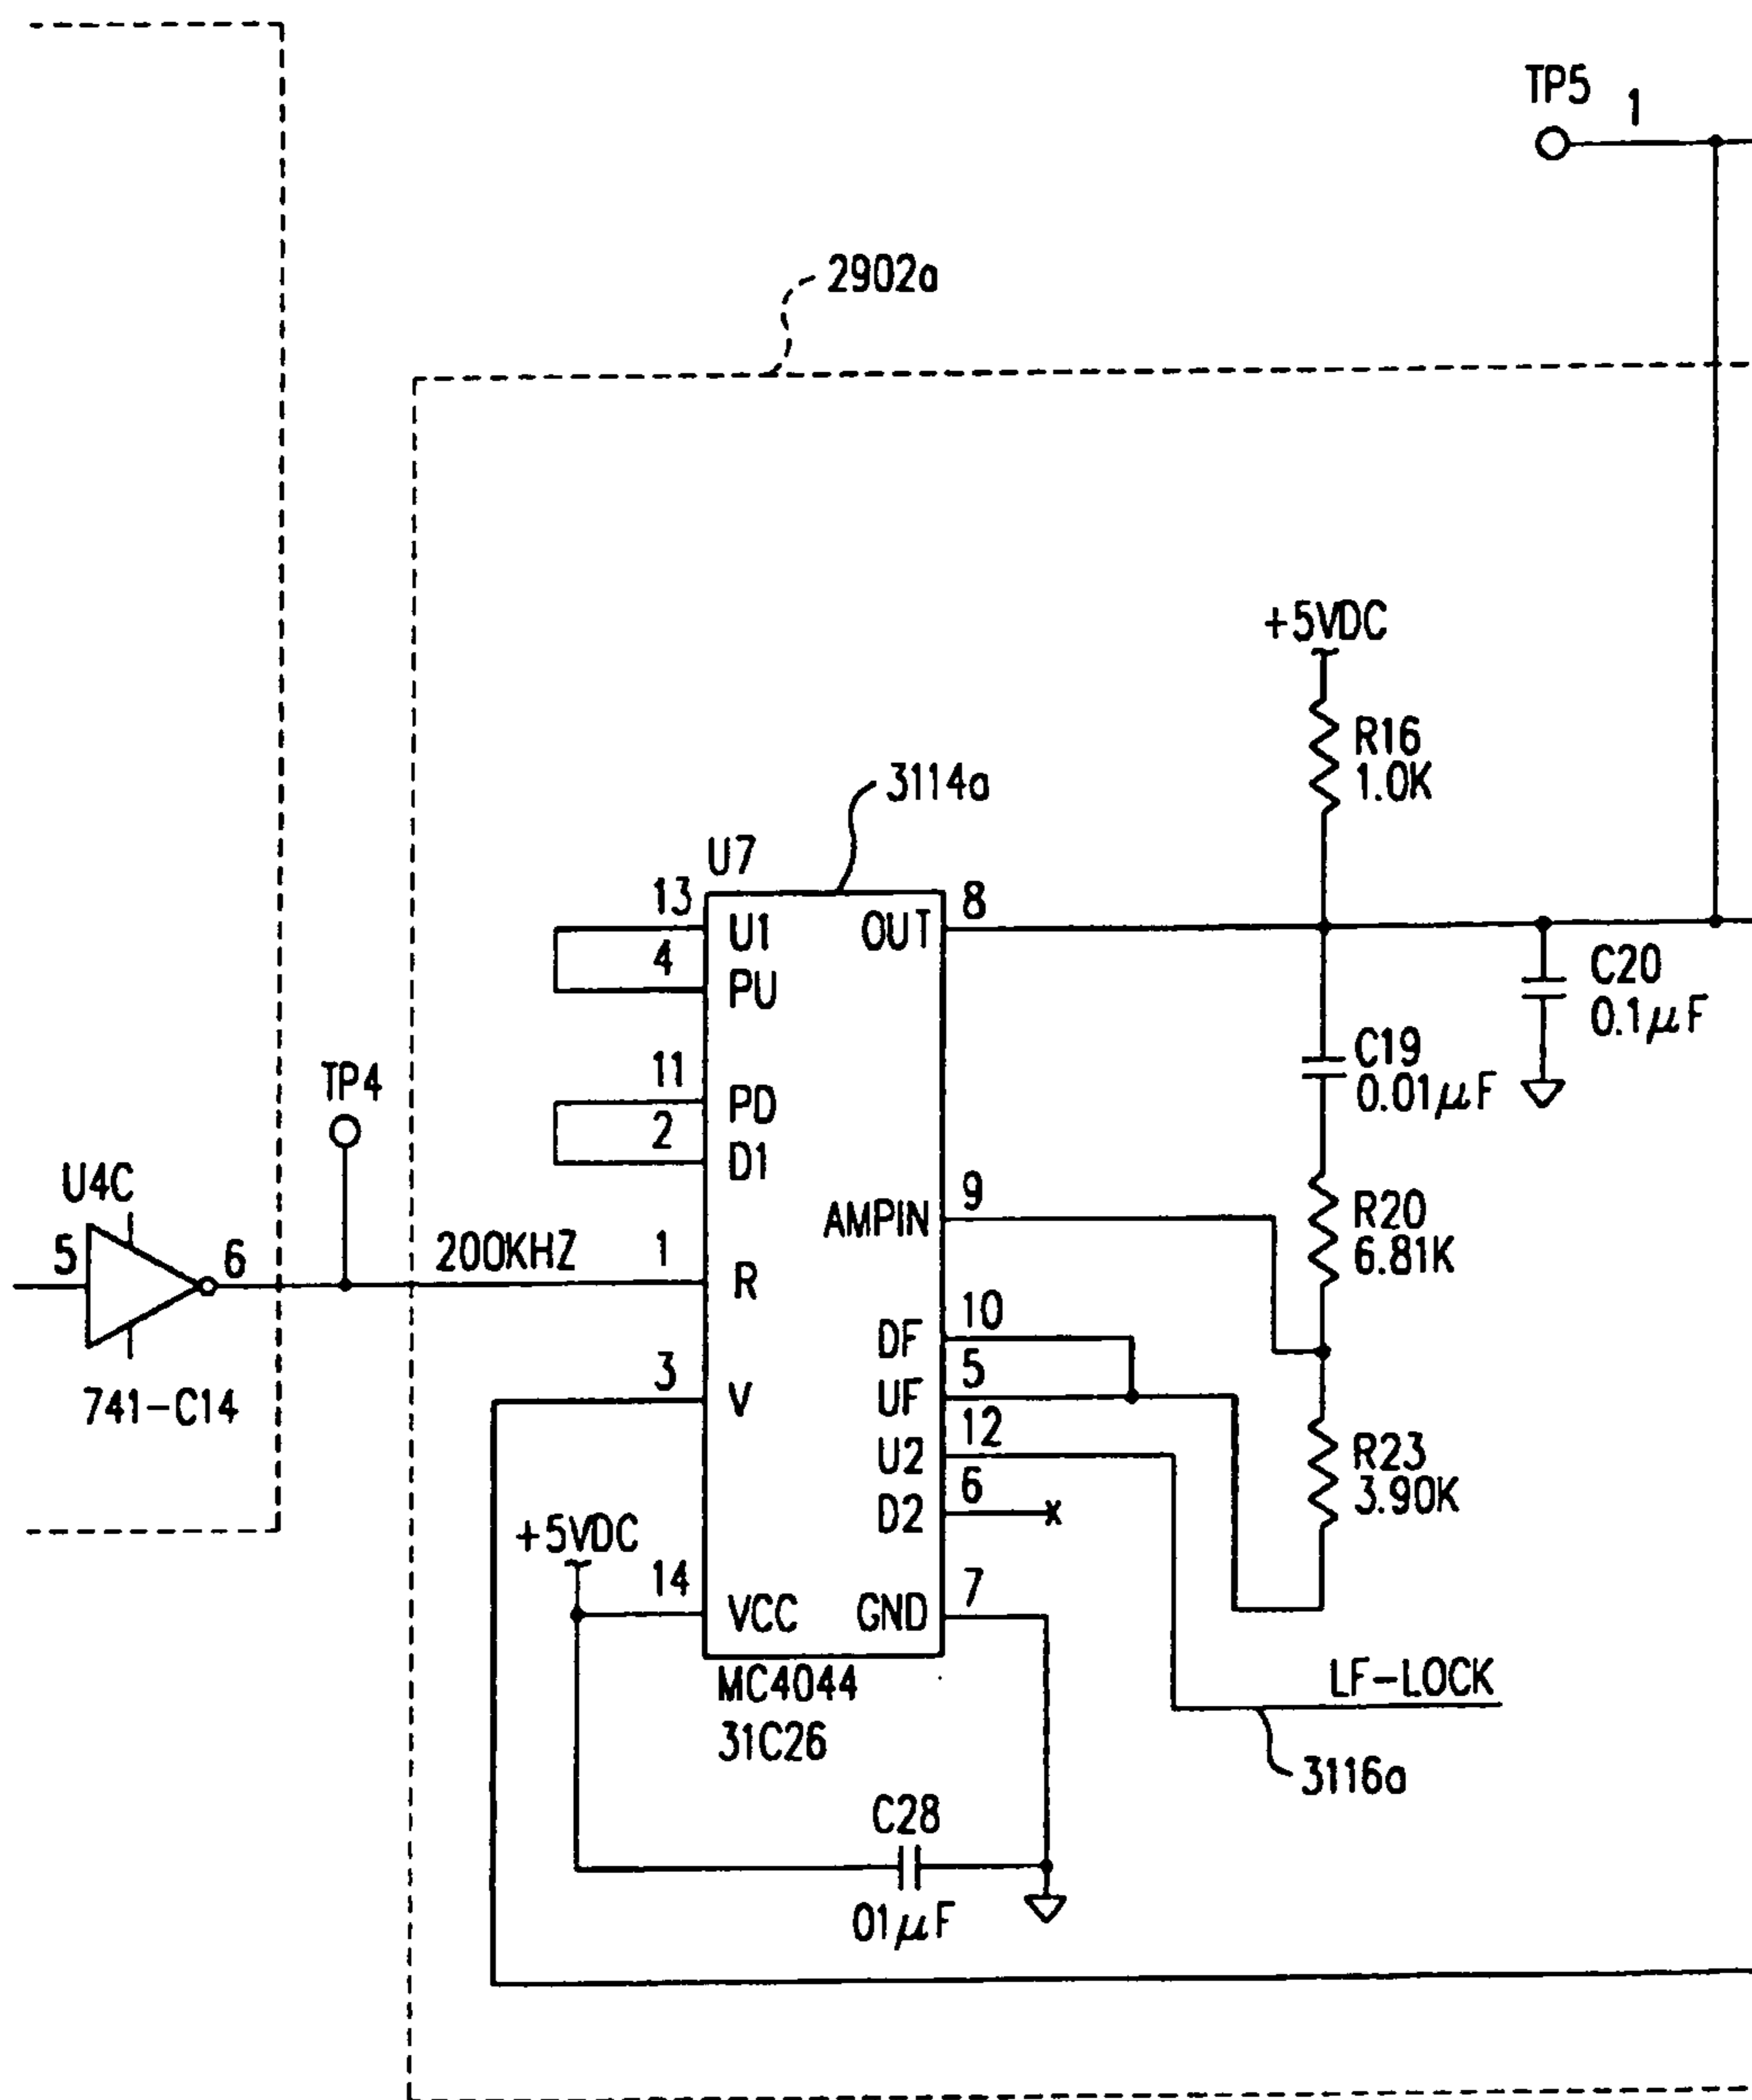 TP5
1
2902a
+5VDC
R16
1.0K
3114a
U7
13
U1
OUT
8
4
PU
C20
0.1μF
C19
0.01μF
11
PD
2
D1
TP4
U4C
5
6
741-C14
200KHZ
1
R
AMPIN
9
R20
6.81K
DF
10
3
V
UF
5
U2
12
D2
6
x
R23
3.90K
+5VDC
14
VCC
GND
7
MC4044
31C26
LF-LOCK
3116a
C28
01μF